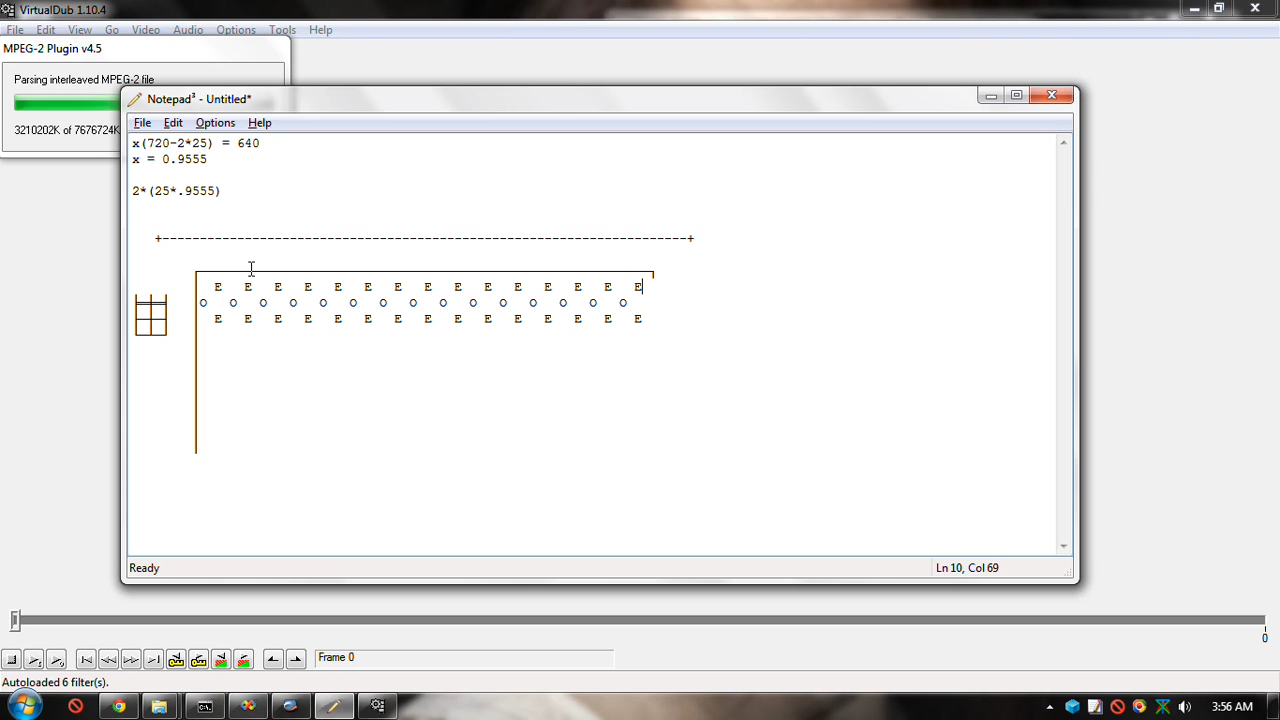 VirtualDub 1.10.4
File Edit View Go Video Audio Options Tools Help
MPEG-2 Plugin v4.5
Parsing interleaved MPEG-2 file
3210202K of 7676724K
Notepad³ - Untitled*
File Edit Options Help
x(720-2*25) = 640
x = 0.9555
2*(25*.9555)
+----------------------------------------------------------------------+
E E E E E E E E E E E E E E E
O O O O O O O O O O O O O O O
E E E E E E E E E E E E E E E
Ready
Ln 10, Col 69
0
Frame 0
Autoloaded 6 filter(s).
3:56 AM